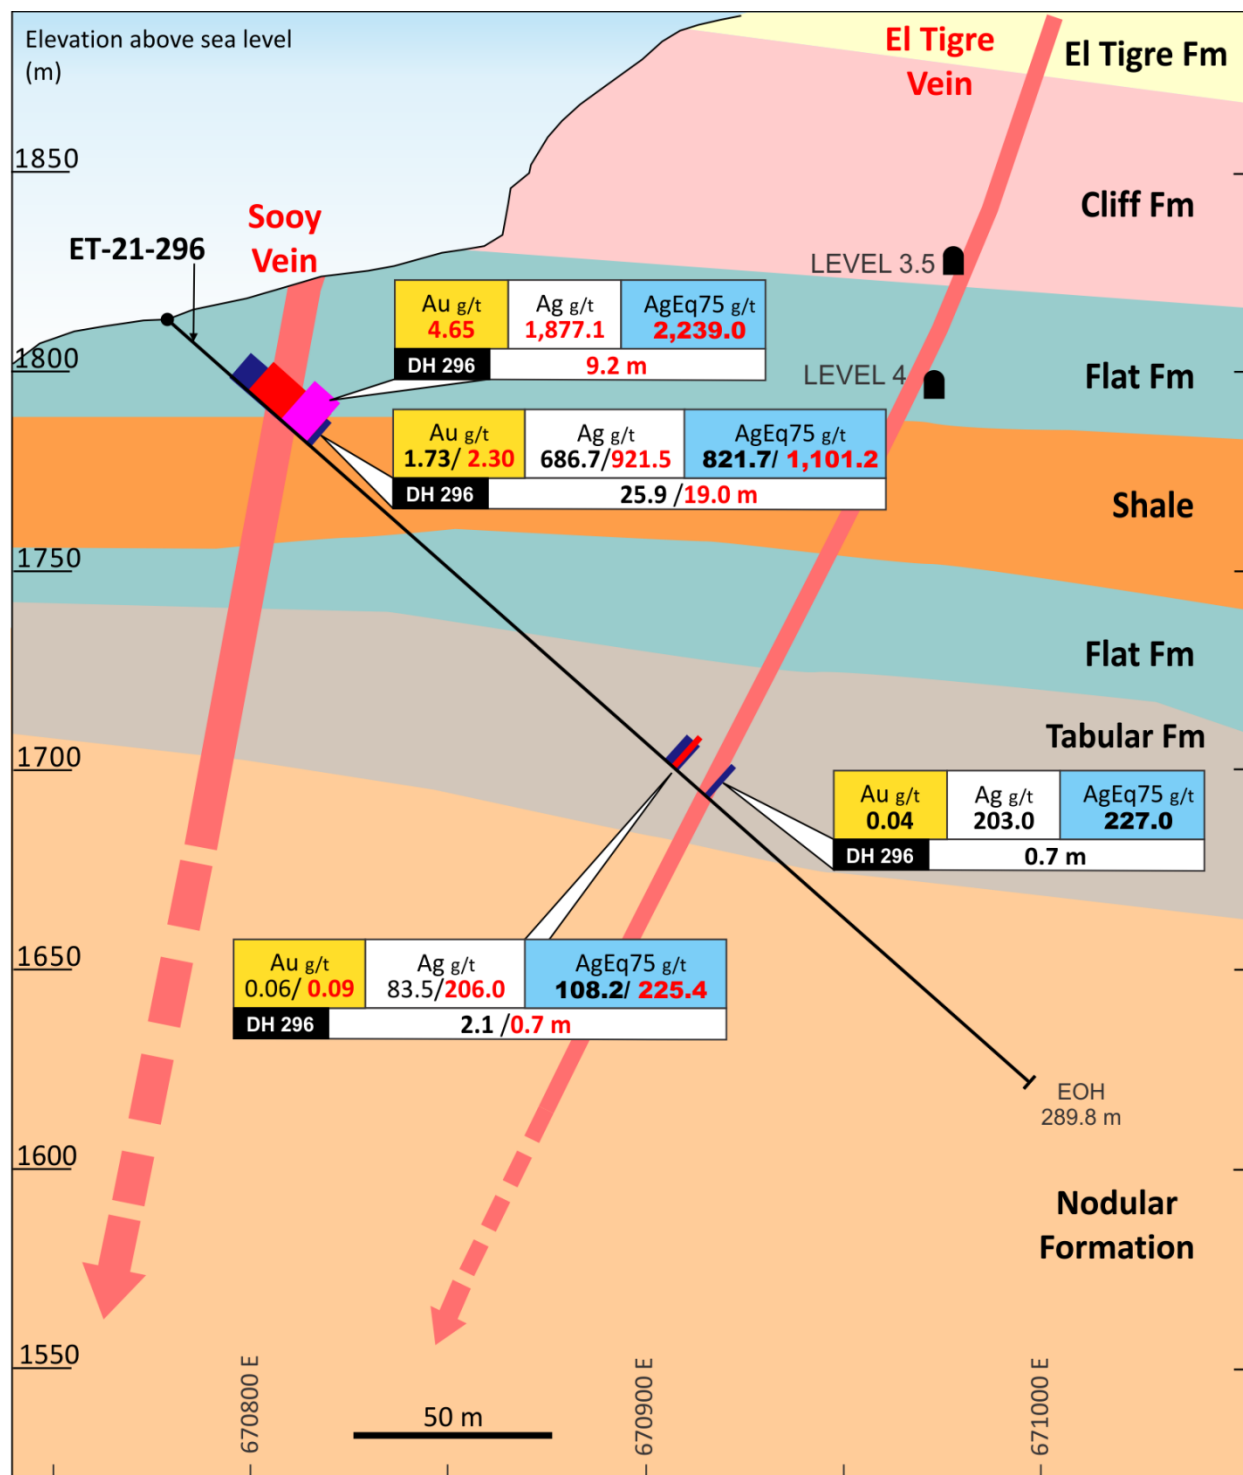 Elevation above sea level
(m)
El Tigre
Vein
El Tigre Fm
1850
Cliff Fm
Sooy
Vein
ET-21-296
LEVEL 3.5
Au g/t Ag g/t AgEq75 g/t
4.65 1,877.1 2,239.0
DH 296 9.2 m
1800
LEVEL 4
Flat Fm
Au g/t Ag g/t AgEq75 g/t
1.73/ 2.30 686.7/921.5 821.7/ 1,101.2
DH 296 25.9 /19.0 m
Shale
1750
Flat Fm
Tabular Fm
1700
Au g/t Ag g/t AgEq75 g/t
0.04 203.0 227.0
DH 296 0.7 m
1650
Au g/t Ag g/t AgEq75 g/t
0.06/ 0.09 83.5/206.0 108.2/ 225.4
DH 296 2.1 /0.7 m
EOH
289.8 m
1600
Nodular
Formation
1550
670800 E
50 m
670900 E
671000 E